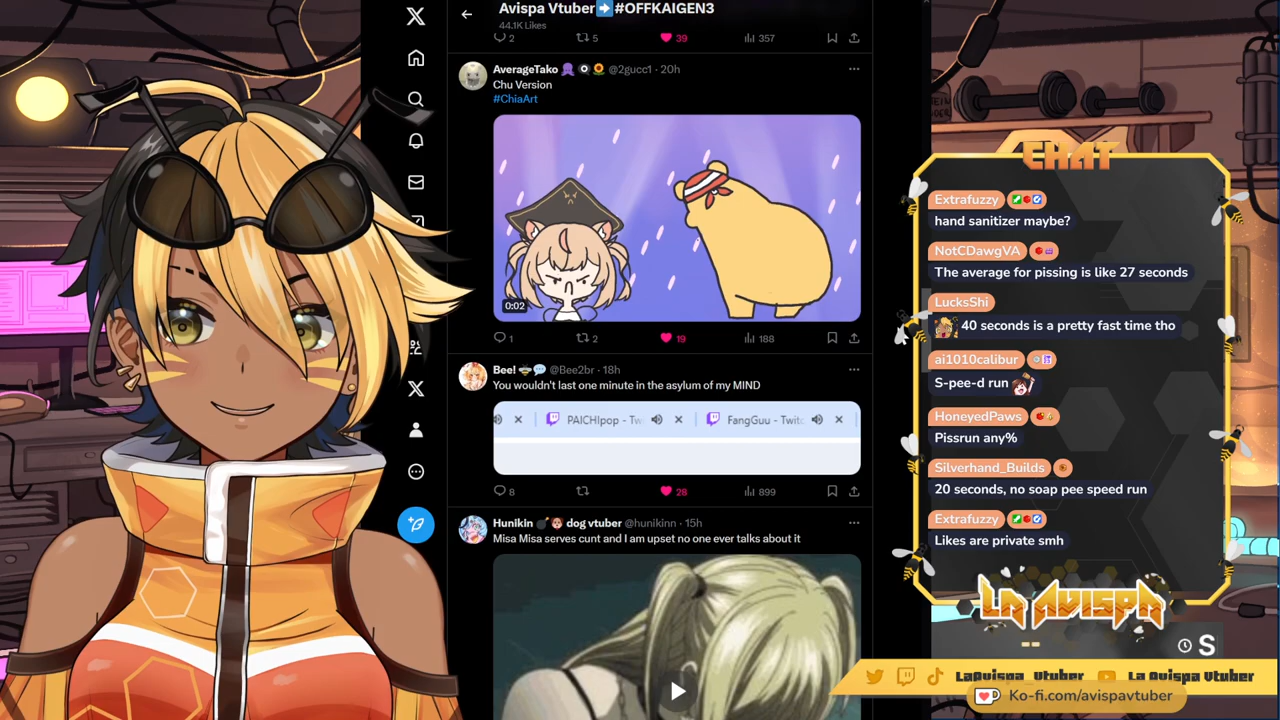 Avispa Vtuber➡️#OFFKAIGEN3
44.1K Likes
2 5 39 357
AverageTako @2gucc1 · 20h
Chu Version
#ChiaArt
0:02
1 2 19 188
Bee! @Bee2br · 18h
You wouldn't last one minute in the asylum of my MIND
PAICHIpop - Tw
FangGuu - Twitc
8 28 899
Hunikin dog vtuber @hunikinn · 15h
Misa Misa serves cunt and I am upset no one ever talks about it
CHAT
Extrafuzzy
hand sanitizer maybe?
NotCDawgVA
The average for pissing is like 27 seconds
LucksShi
40 seconds is a pretty fast time tho
ai1010calibur
S-pee-d run
HoneyedPaws
Pissrun any%
Silverhand_Builds
20 seconds, no soap pee speed run
Extrafuzzy
Likes are private smh
LA AVISPA
S
LaAvispa_Vtuber
La Avispa Vtuber
Ko-fi.com/avispavtuber